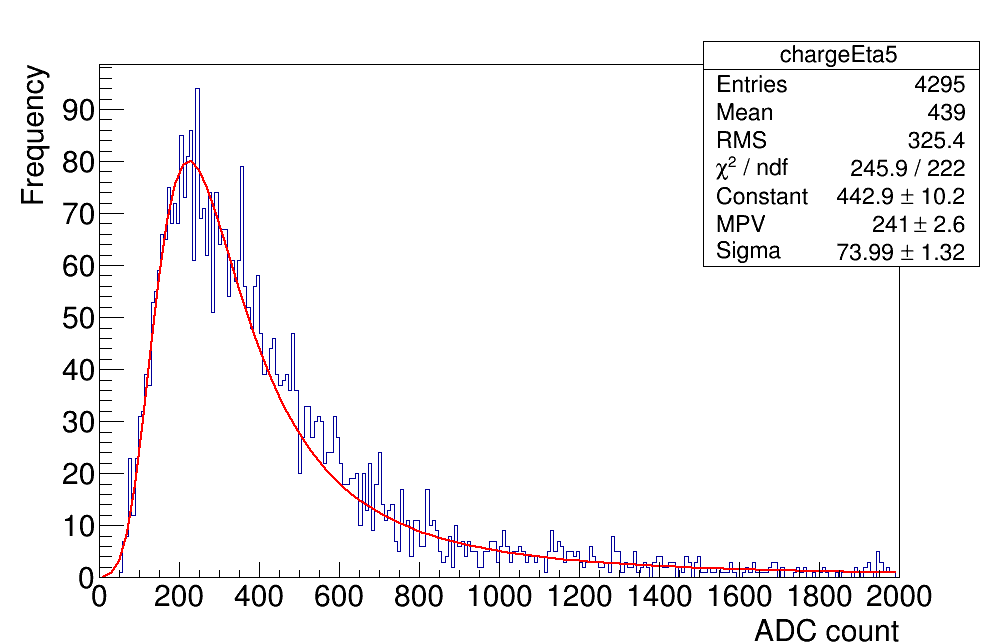 chargeEta5
Entries 4295
Mean 439
RMS 325.4
χ² / ndf 245.9 / 222
Constant 442.9 ± 10.2
MPV 241 ± 2.6
Sigma 73.99 ± 1.32
Frequency
90
80
70
60
50
40
30
20
10
0
0 200 400 600 800 1000 1200 1400 1600 1800 2000
ADC count